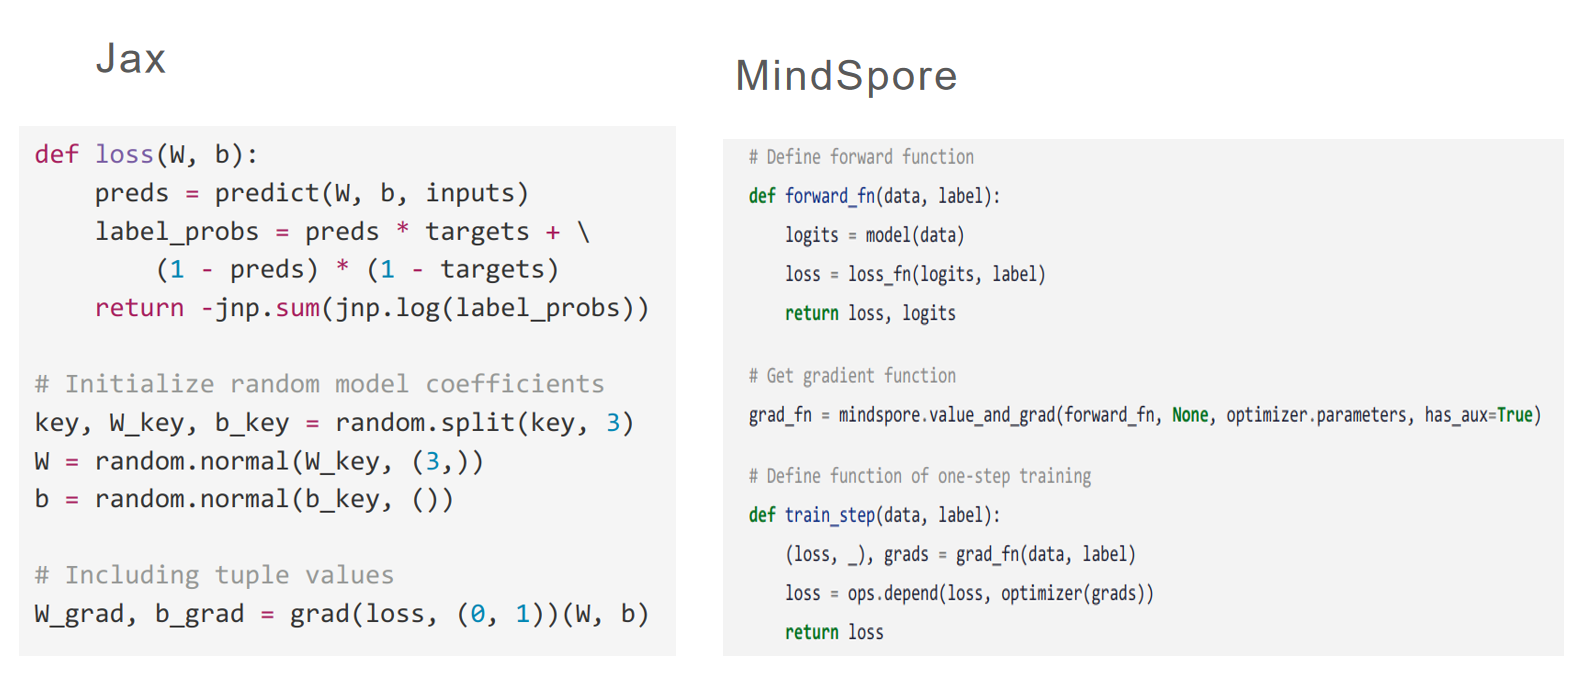 Jax
def loss(W, b):
    preds = predict(W, b, inputs)
    label_probs = preds * targets + \
        (1 - preds) * (1 - targets)
    return -jnp.sum(jnp.log(label_probs))
# Initialize random model coefficients
key, W_key, b_key = random.split(key, 3)
W = random.normal(W_key, (3,))
b = random.normal(b_key, ())
# Including tuple values
W_grad, b_grad = grad(loss, (0, 1))(W, b)
MindSpore
# Define forward function
def forward_fn(data, label):
    logits = model(data)
    loss = loss_fn(logits, label)
    return loss, logits
# Get gradient function
grad_fn = mindspore.value_and_grad(forward_fn, None, optimizer.parameters, has_aux=True)
# Define function of one-step training
def train_step(data, label):
    (loss, _), grads = grad_fn(data, label)
    loss = ops.depend(loss, optimizer(grads))
    return loss